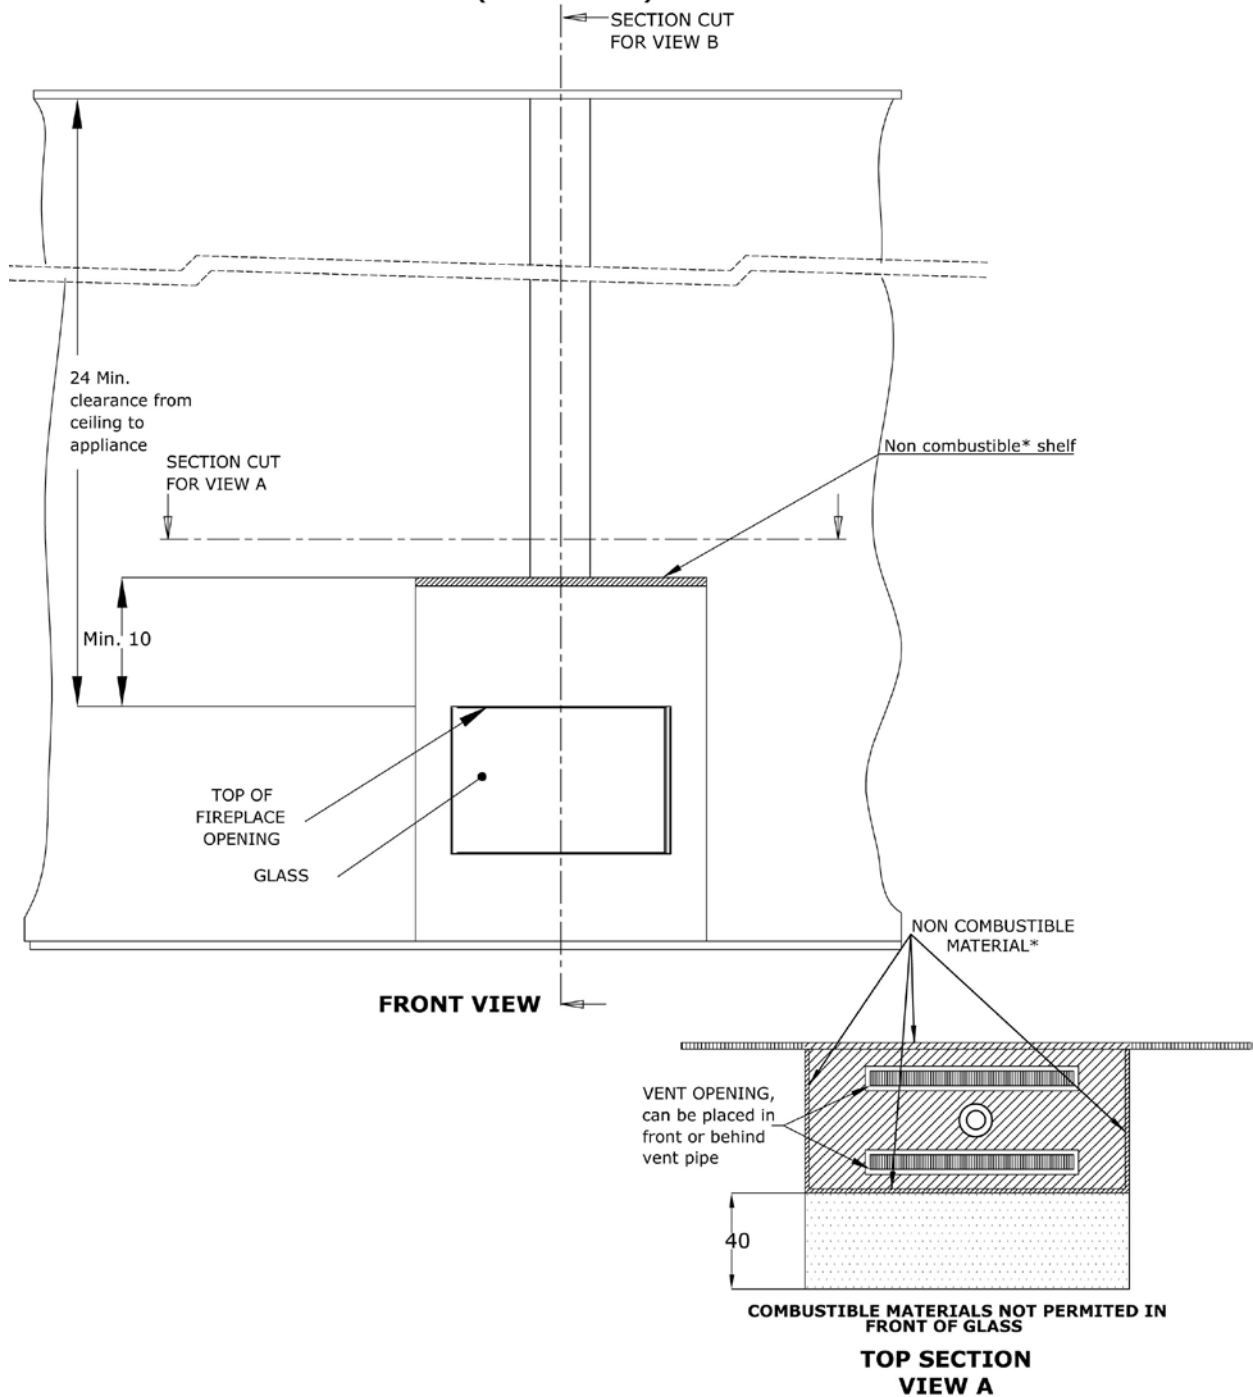 SECTION CUT
FOR VIEW B
24 Min.
clearance from
ceiling to
appliance
SECTION CUT
FOR VIEW A
Non combustible* shelf
Min. 10
TOP OF
FIREPLACE
OPENING
GLASS
NON COMBUSTIBLE
MATERIAL*
FRONT VIEW
VENT OPENING,
can be placed in
front or behind
vent pipe
40
COMBUSTIBLE MATERIALS NOT PERMITED IN
FRONT OF GLASS
TOP SECTION
VIEW A